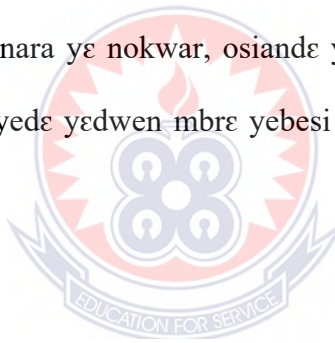 nara yɛ nokwar, osiandɛ y
yedɛ yɛdwen mbrɛ yebesi
EDUCATION FOR SERVICE